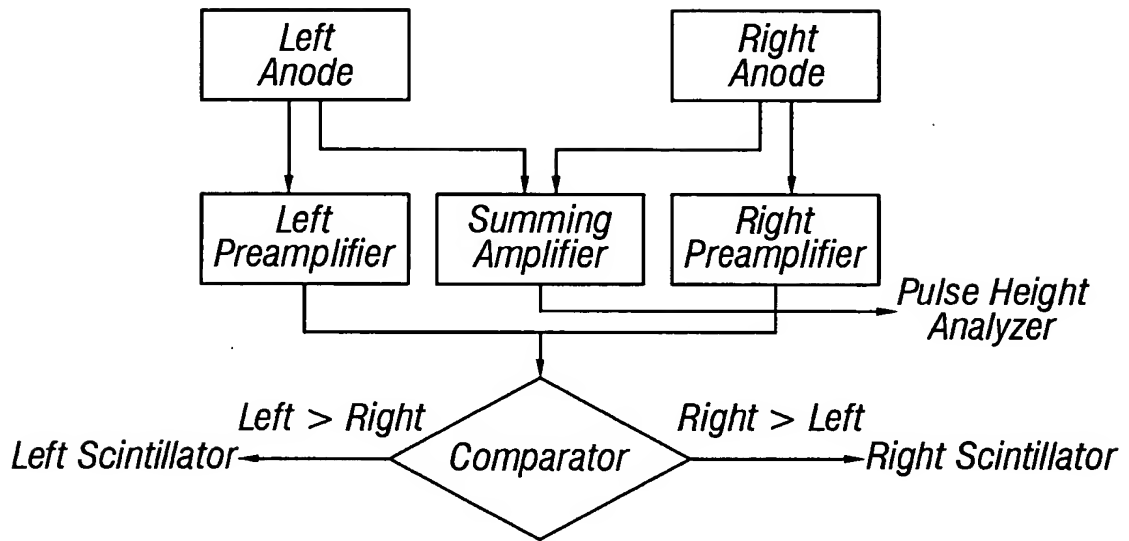 Left
Anode
Right
Anode
Left
Preamplifier
Summing
Amplifier
Right
Preamplifier
Pulse Height
Analyzer
Left > Right
Right > Left
Left Scintillator
Comparator
Right Scintillator